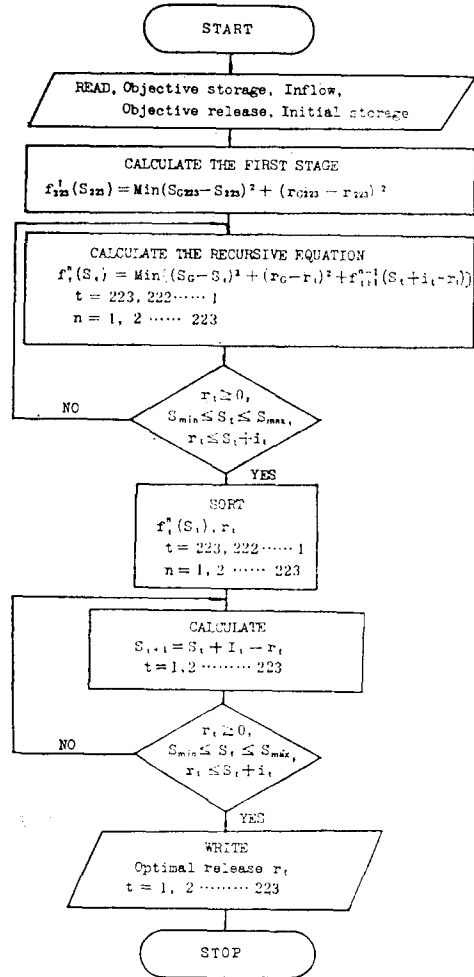 START
READ, Objective storage, Inflow,
Objective release, Initial storage
CALCULATE THE FIRST STAGE
f¹₂₂₃(S₂₂₃) = Min(S_G₂₂₃ − S₂₂₃)² + (r_G₂₂₃ − r₂₂₃)²
CALCULATE THE RECURSIVE EQUATION
fₜⁿ(Sₜ) = Min{(S_G − Sₜ)² + (r_G − rₜ)² + fₜ₊₁ⁿ⁻¹(Sₜ + iₜ − rₜ)}
t = 223, 222 ······ 1
n = 1, 2 ······ 223
rₜ ≥ 0,
S_min ≤ Sₜ ≤ S_max,
rₜ ≤ Sₜ + iₜ
NO
YES
SORT
fₜⁿ(Sₜ), rₜ
t = 223, 222 ······ 1
n = 1, 2 ······ 223
CALCULATE
Sₜ₊₁ = Sₜ + Iₜ − rₜ
t = 1, 2 ········· 223
rₜ ≥ 0,
S_min ≤ Sₜ ≤ S_max,
rₜ ≤ Sₜ + iₜ
NO
YES
WRITE
Optimal release rₜ
t = 1, 2 ········· 223
STOP